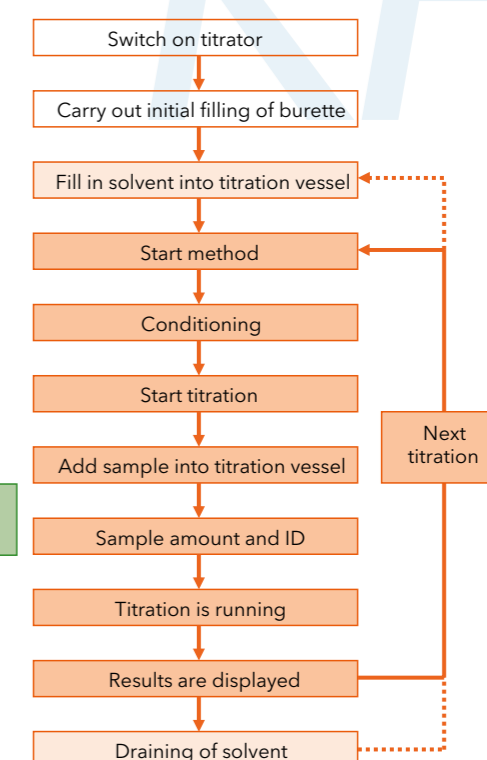 Switch on titrator
Carry out initial filling of burette
Fill in solvent into titration vessel
Start method
Conditioning
Start titration
Add sample into titration vessel
Next
titration
Sample amount and ID
Titration is running
Results are displayed
Draining of solvent